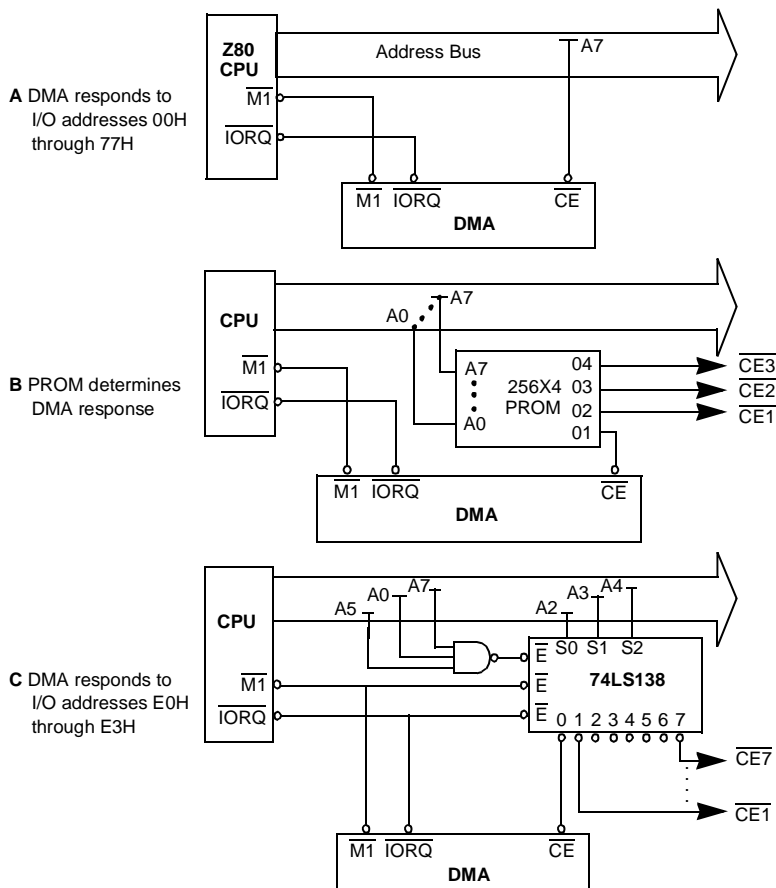 Z80
CPU
Address Bus
A7
A DMA responds to
I/O addresses 00H
through 77H
M1
IORQ
M1 IORQ CE
DMA
CPU
A0
A7
B PROM determines
DMA response
M1
IORQ
A7
A0
256X4
PROM
04
03
02
01
CE3
CE2
CE1
M1 IORQ CE
DMA
CPU
A5
A0
A7
A2
A3
A4
C DMA responds to
I/O addresses E0H
through E3H
M1
IORQ
E
E
E
S0 S1 S2
74LS138
0 1 2 3 4 5 6 7
CE7
CE1
M1 IORQ CE
DMA